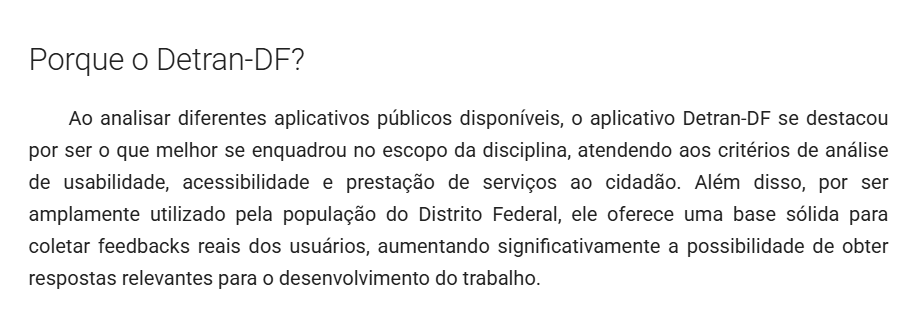 Porque o Detran-DF?
Ao analisar diferentes aplicativos públicos disponíveis, o aplicativo Detran-DF se destacou
por ser o que melhor se enquadrou no escopo da disciplina, atendendo aos critérios de análise
de usabilidade, acessibilidade e prestação de serviços ao cidadão. Além disso, por ser
amplamente utilizado pela população do Distrito Federal, ele oferece uma base sólida para
coletar feedbacks reais dos usuários, aumentando significativamente a possibilidade de obter
respostas relevantes para o desenvolvimento do trabalho.